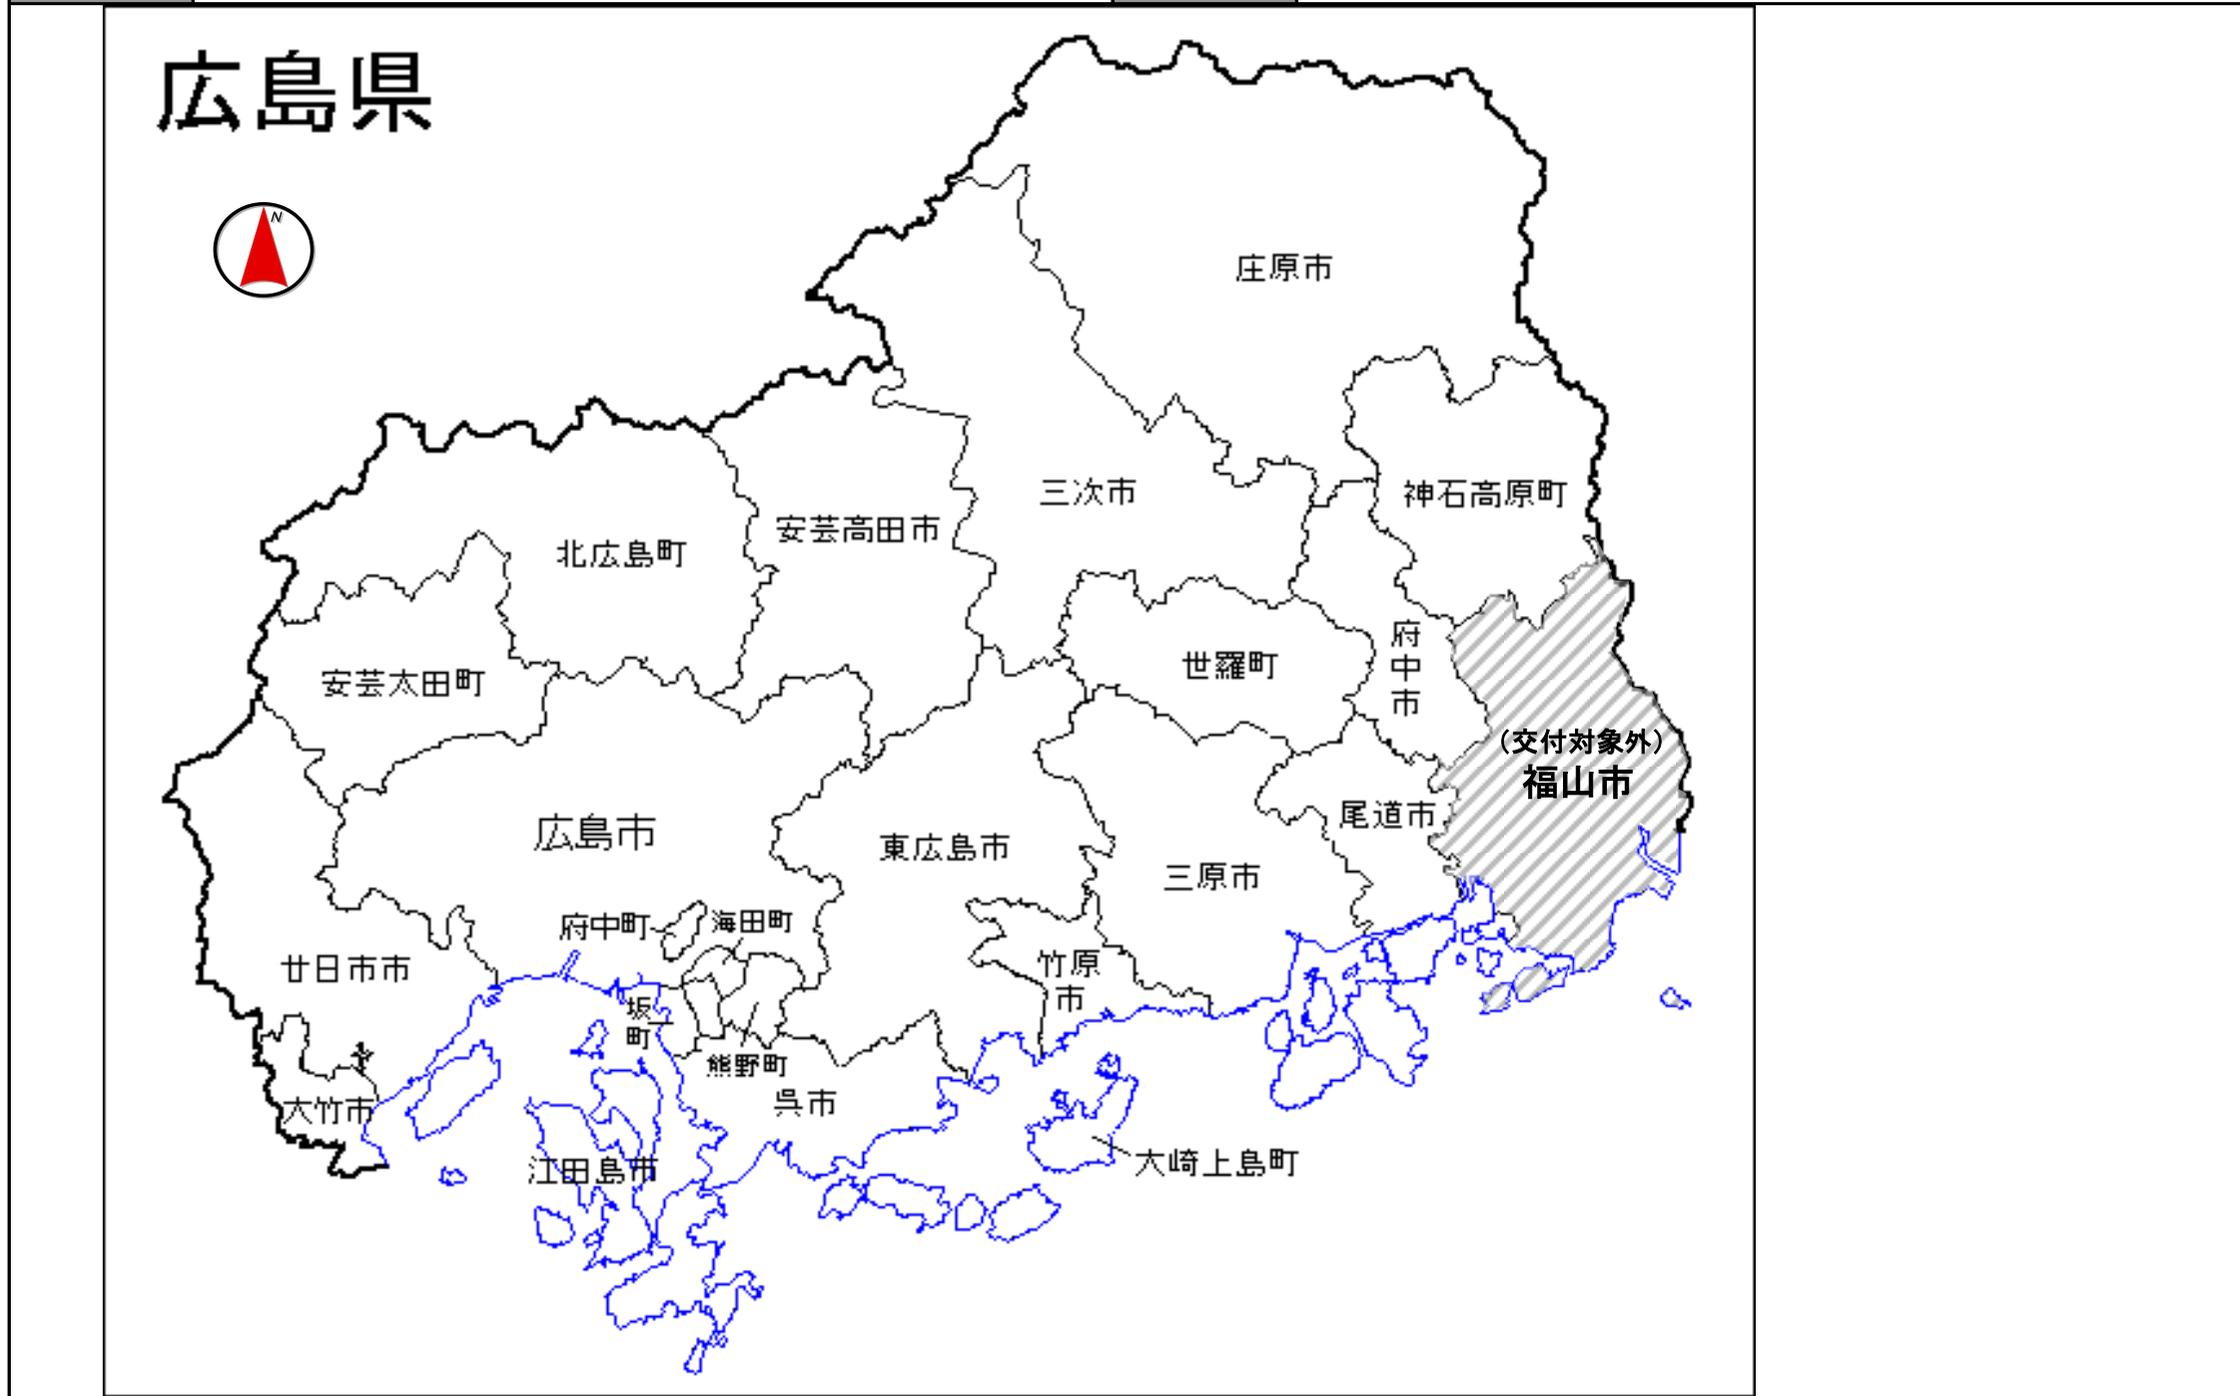 広島県
N
庄原市
三次市
神石高原町
安芸高田市
北広島町
府中市
世羅町
安芸太田町
（交付対象外）
福山市
尾道市
広島市
東広島市
三原市
府中町
海田町
廿日市市
竹原
市
坂町
熊野町
呉市
大竹市
江田島市
大崎上島町